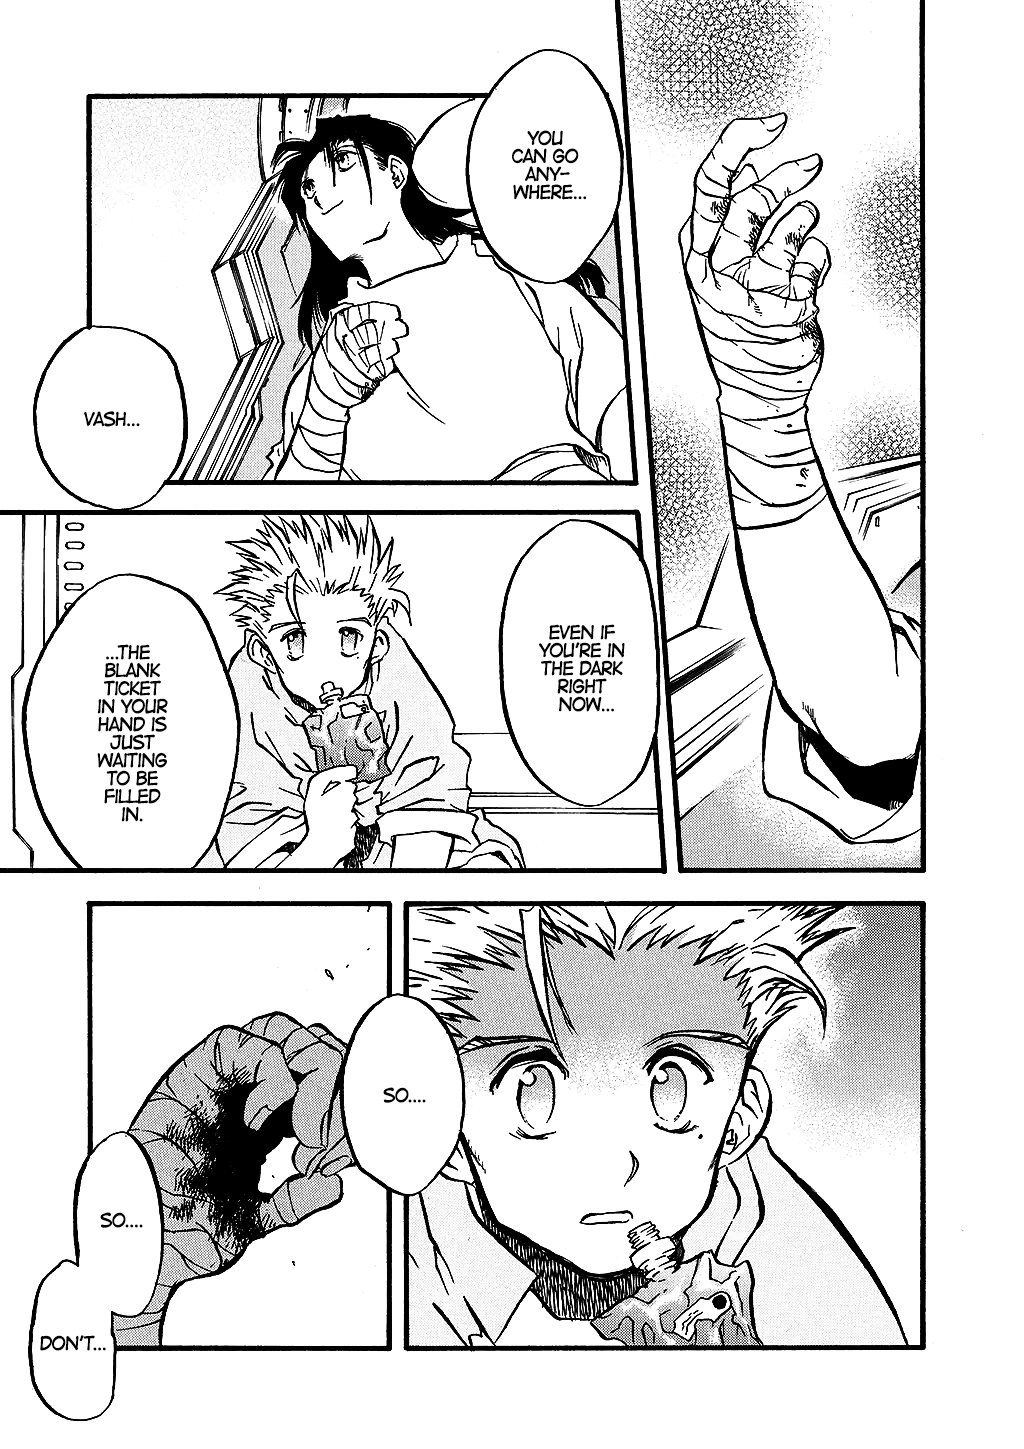 YOU
CAN GO
ANY-
WHERE...
VASH...
EVEN IF
YOU'RE IN
THE DARK
RIGHT
NOW...
...THE
BLANK
TICKET
IN YOUR
HAND IS
JUST
WAITING
TO BE
FILLED
IN.
SO....
SO....
DON'T...